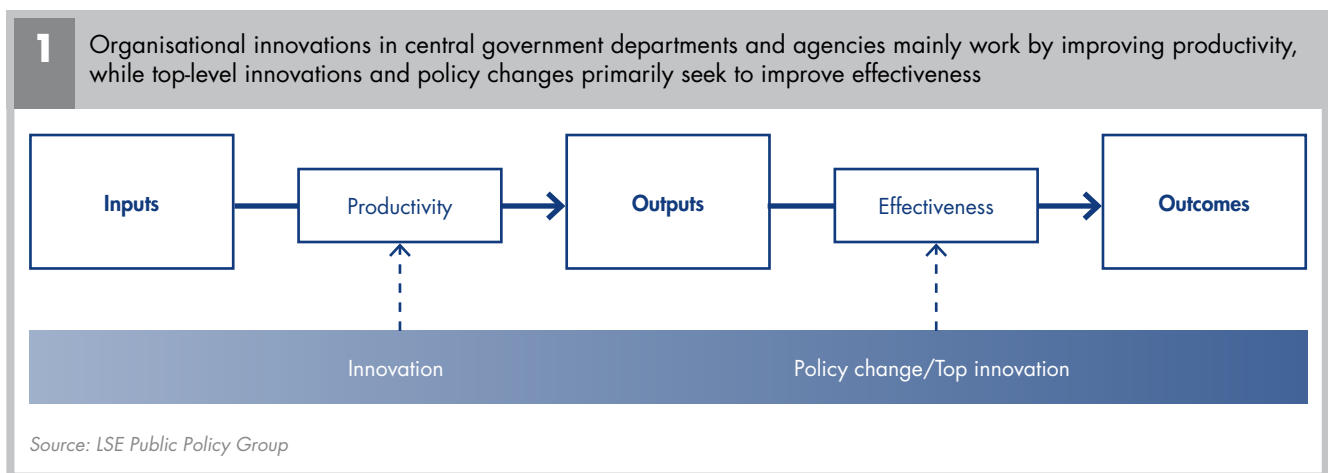 1
Organisational innovations in central government departments and agencies mainly work by improving productivity,
while top-level innovations and policy changes primarily seek to improve effectiveness
Inputs
Productivity
Outputs
Effectiveness
Outcomes
Innovation
Policy change/Top innovation
Source: LSE Public Policy Group